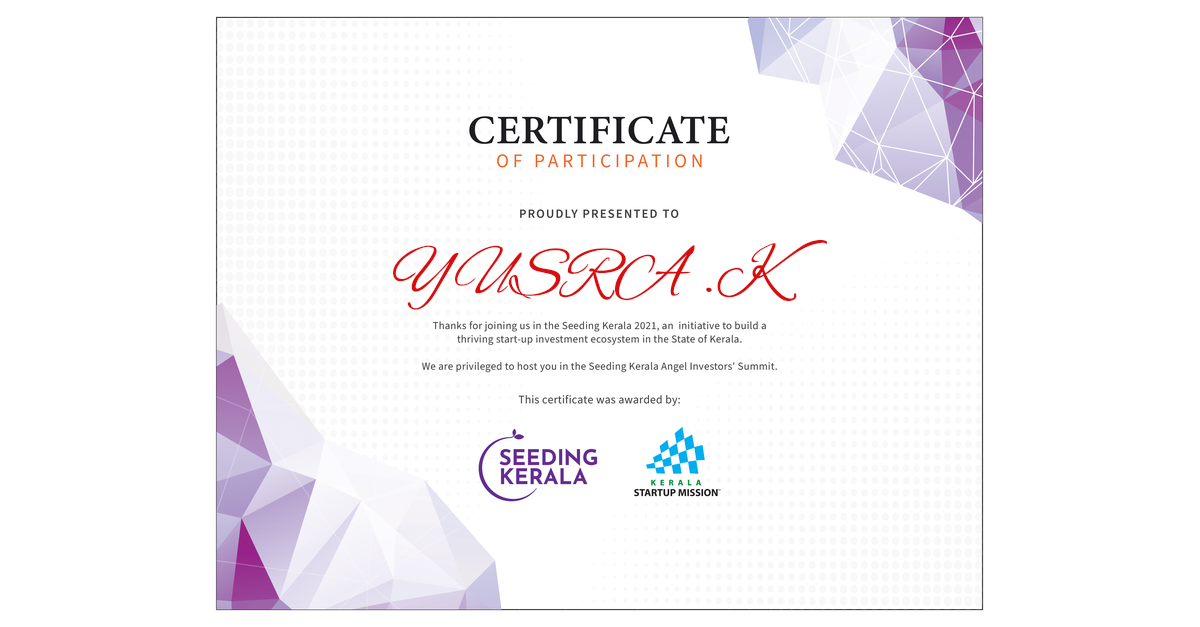 CERTIFICATE
OF PARTICIPATION
PROUDLY PRESENTED TO
YUSRA .K
Thanks for joining us in the Seeding Kerala 2021, an initiative to build a
thriving start-up investment ecosystem in the State of Kerala.
We are privileged to host you in the Seeding Kerala Angel Investors' Summit.
This certificate was awarded by:
SEEDING
KERALA
KERALA
STARTUP MISSION